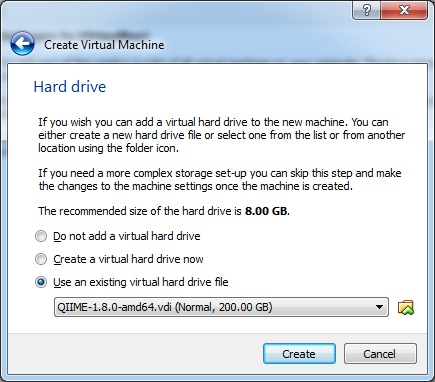 Create Virtual Machine
Hard drive
If you wish you can add a virtual hard drive to the new machine. You can
either create a new hard drive file or select one from the list or from another
location using the folder icon.
If you need a more complex storage set-up you can skip this step and make
the changes to the machine settings once the machine is created.
The recommended size of the hard drive is 8.00 GB.
Do not add a virtual hard drive
Create a virtual hard drive now
Use an existing virtual hard drive file
QIIME-1.8.0-amd64.vdi (Normal, 200.00 GB)
Create
Cancel